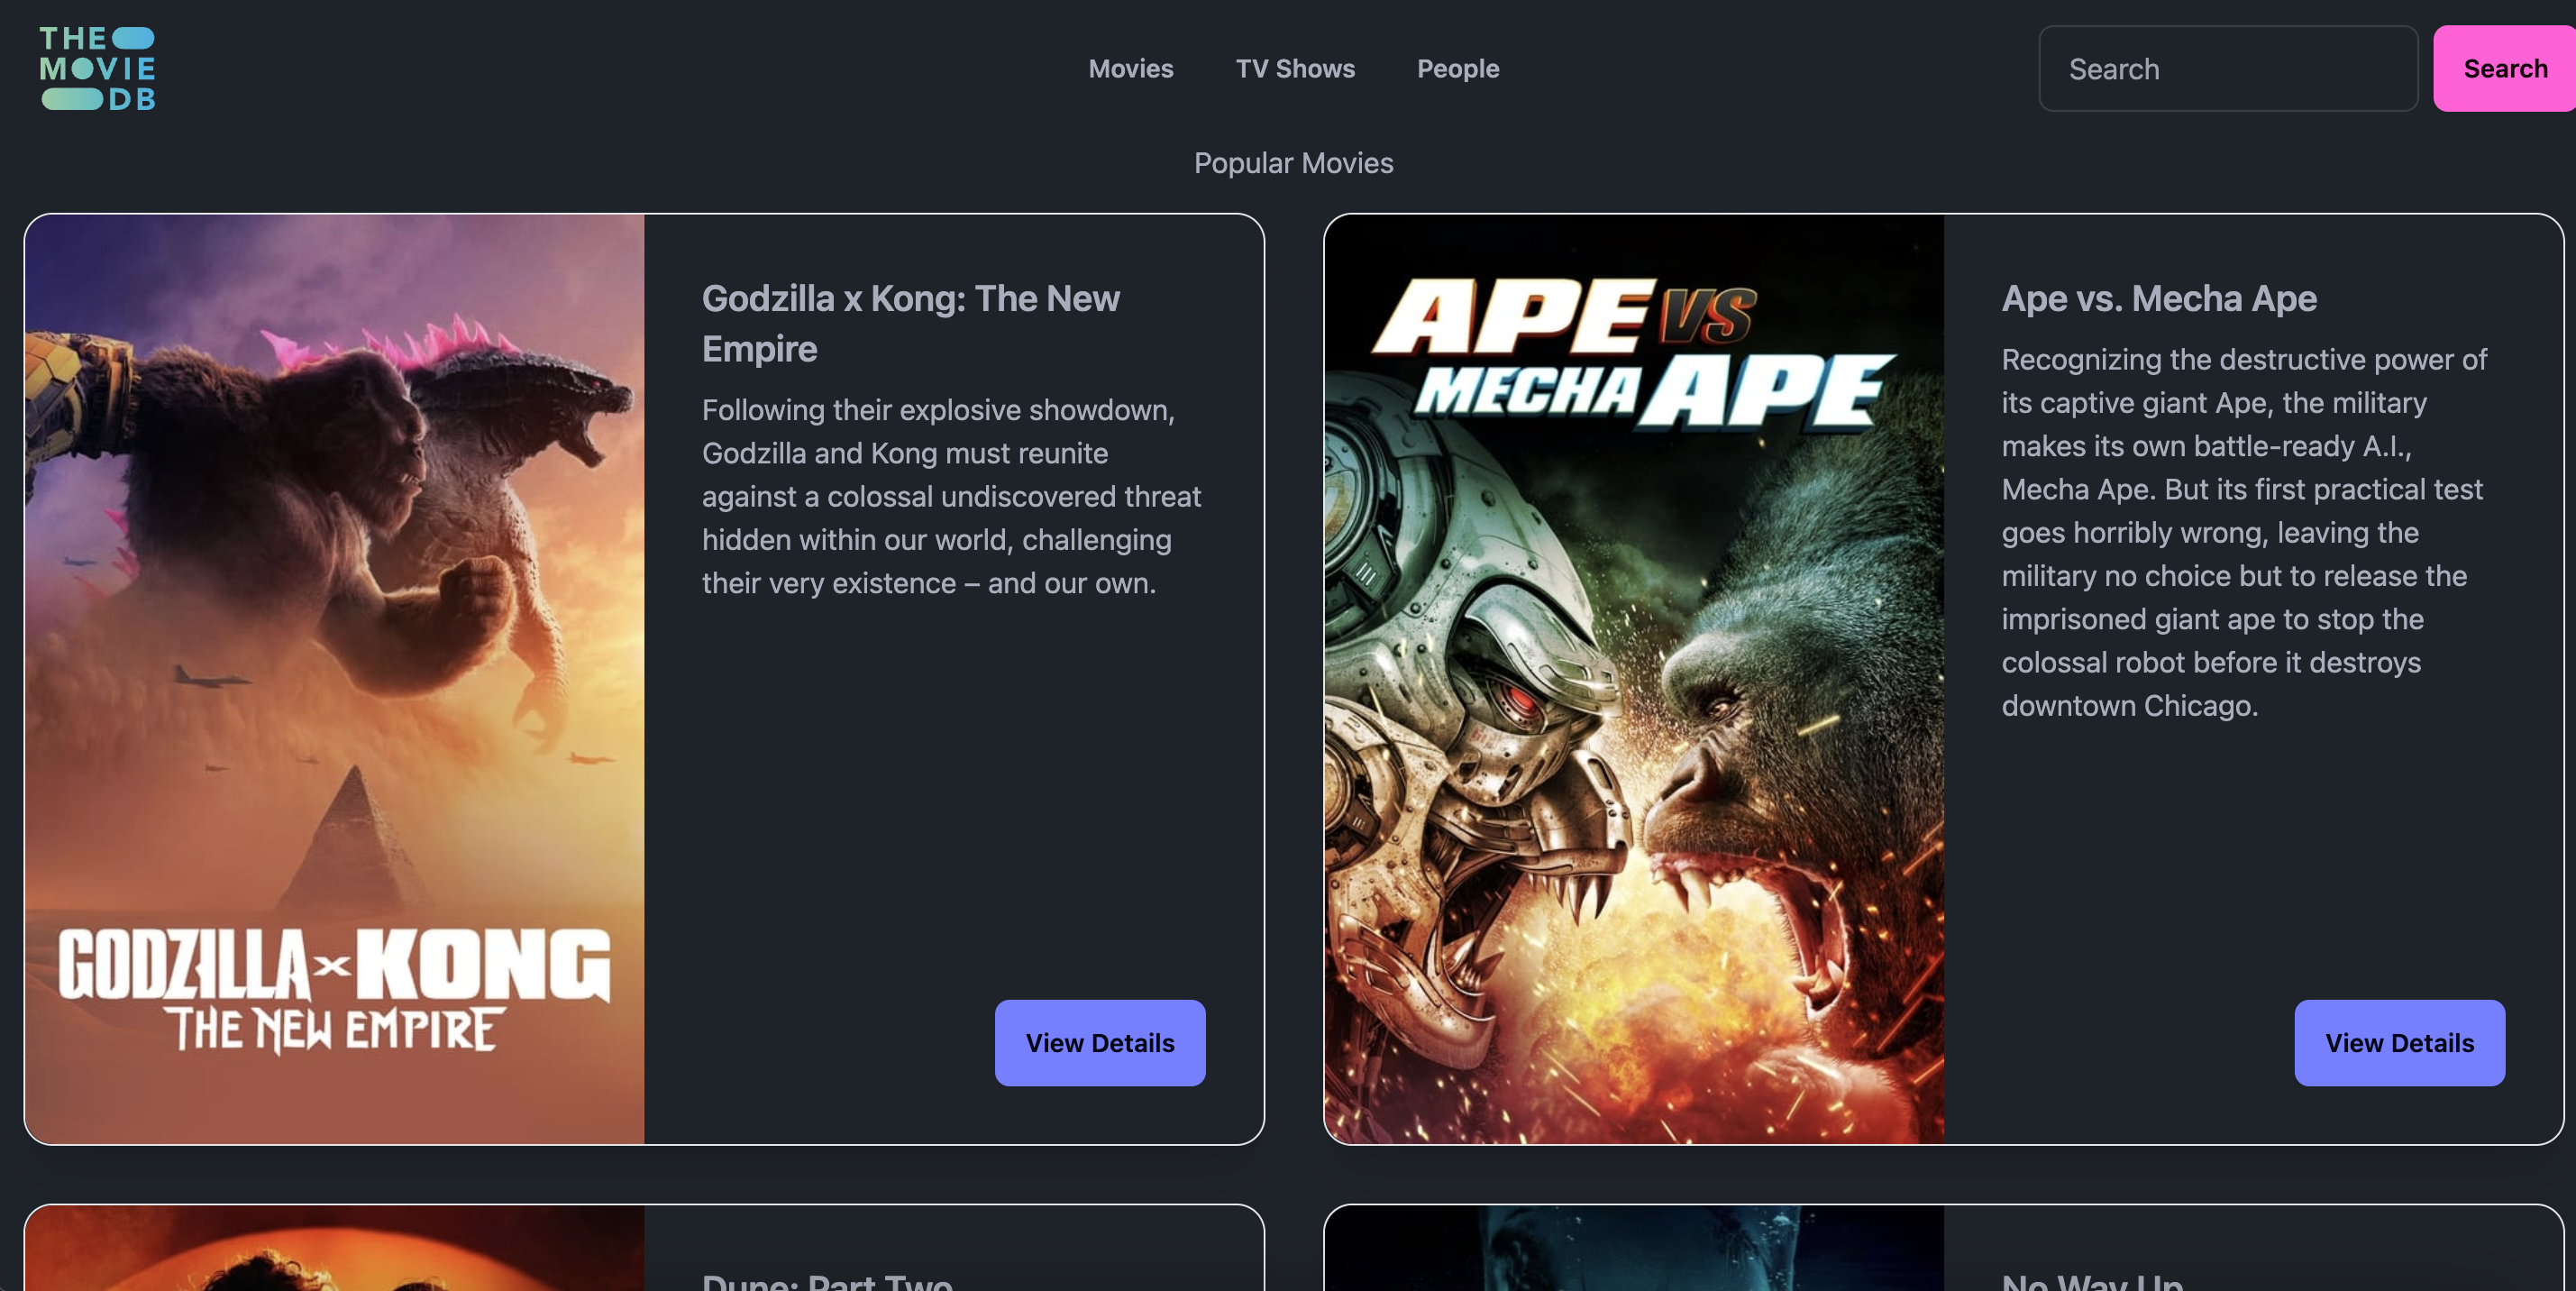 THE
MOVIE
DB
Movies TV Shows People
Search Search
Popular Movies
GODZILLA x KONG
THE NEW EMPIRE
Godzilla x Kong: The New
Empire
Following their explosive showdown,
Godzilla and Kong must reunite
against a colossal undiscovered threat
hidden within our world, challenging
their very existence – and our own.
View Details
APE VS
MECHA APE
Ape vs. Mecha Ape
Recognizing the destructive power of
its captive giant Ape, the military
makes its own battle-ready A.I.,
Mecha Ape. But its first practical test
goes horribly wrong, leaving the
military no choice but to release the
imprisoned giant ape to stop the
colossal robot before it destroys
downtown Chicago.
View Details
Dune: Part Two
No Way Up